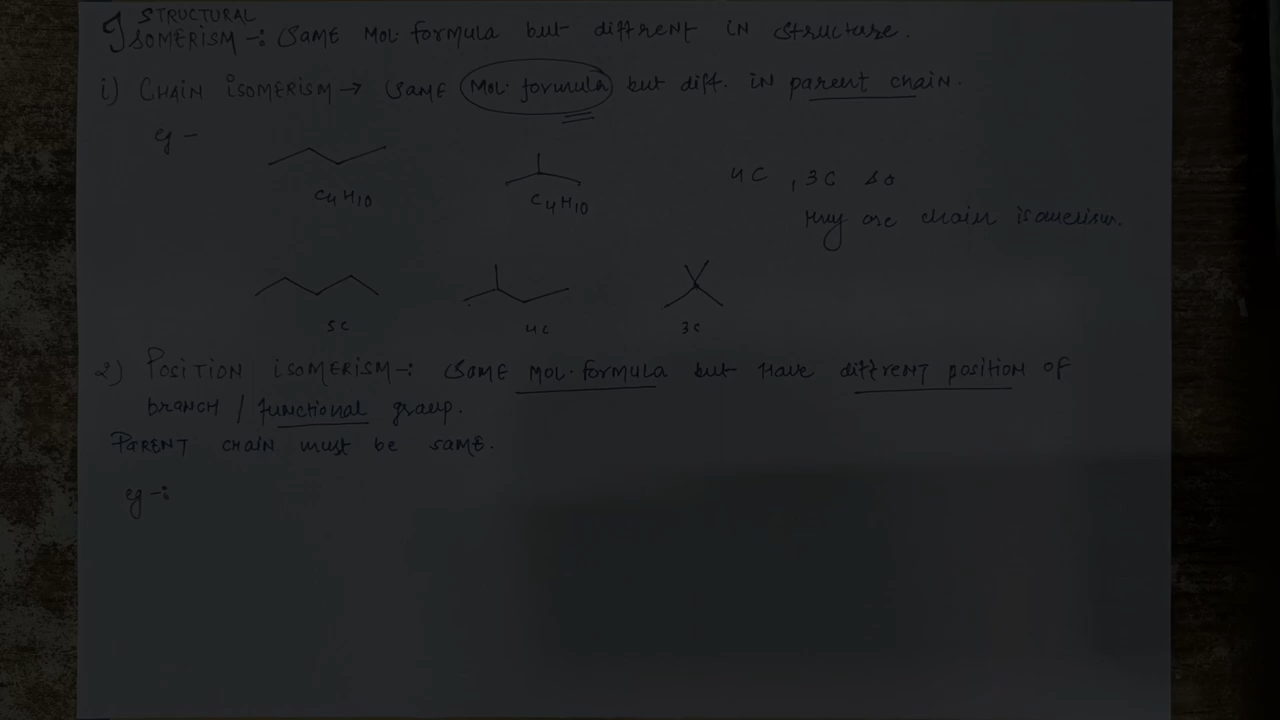 STRUCTURAL
ISOMERISM -: SAME MOL. formula but different IN structure.
i) CHAIN ISOMERISM → SAME MOL. formula but diff. IN parent chain.
eg -
C4H10 C4H10
4C , 3C so
they are chain isomerism.
5C 4C 3C
2) POSITION ISOMERISM -: SAME MOL. formula but Have different position of
branch / functional group.
PARENT chain must be same.
eg -: